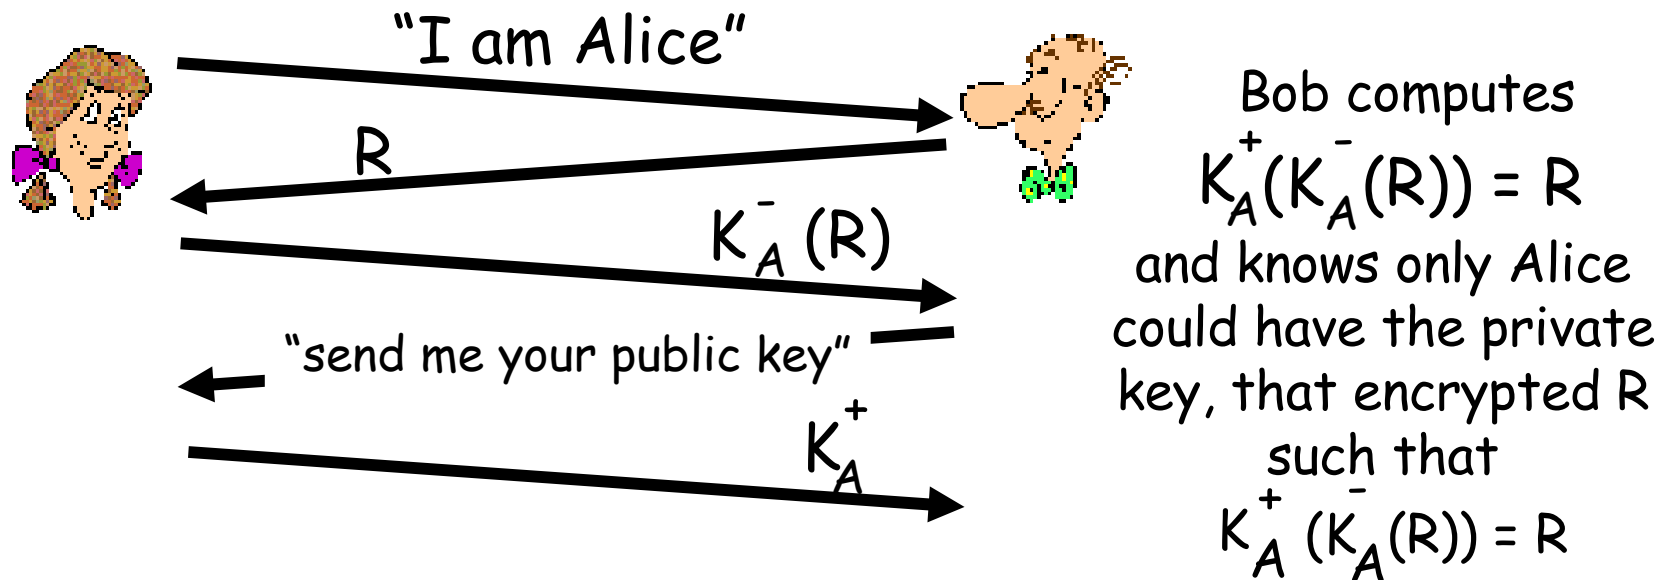 “I am Alice”
R
K_A^-(R)
“send me your public key”
K_A^+
Bob computes
K_A^+(K_A^-(R)) = R
and knows only Alice
could have the private
key, that encrypted R
such that
K_A^+ (K_A^-(R)) = R